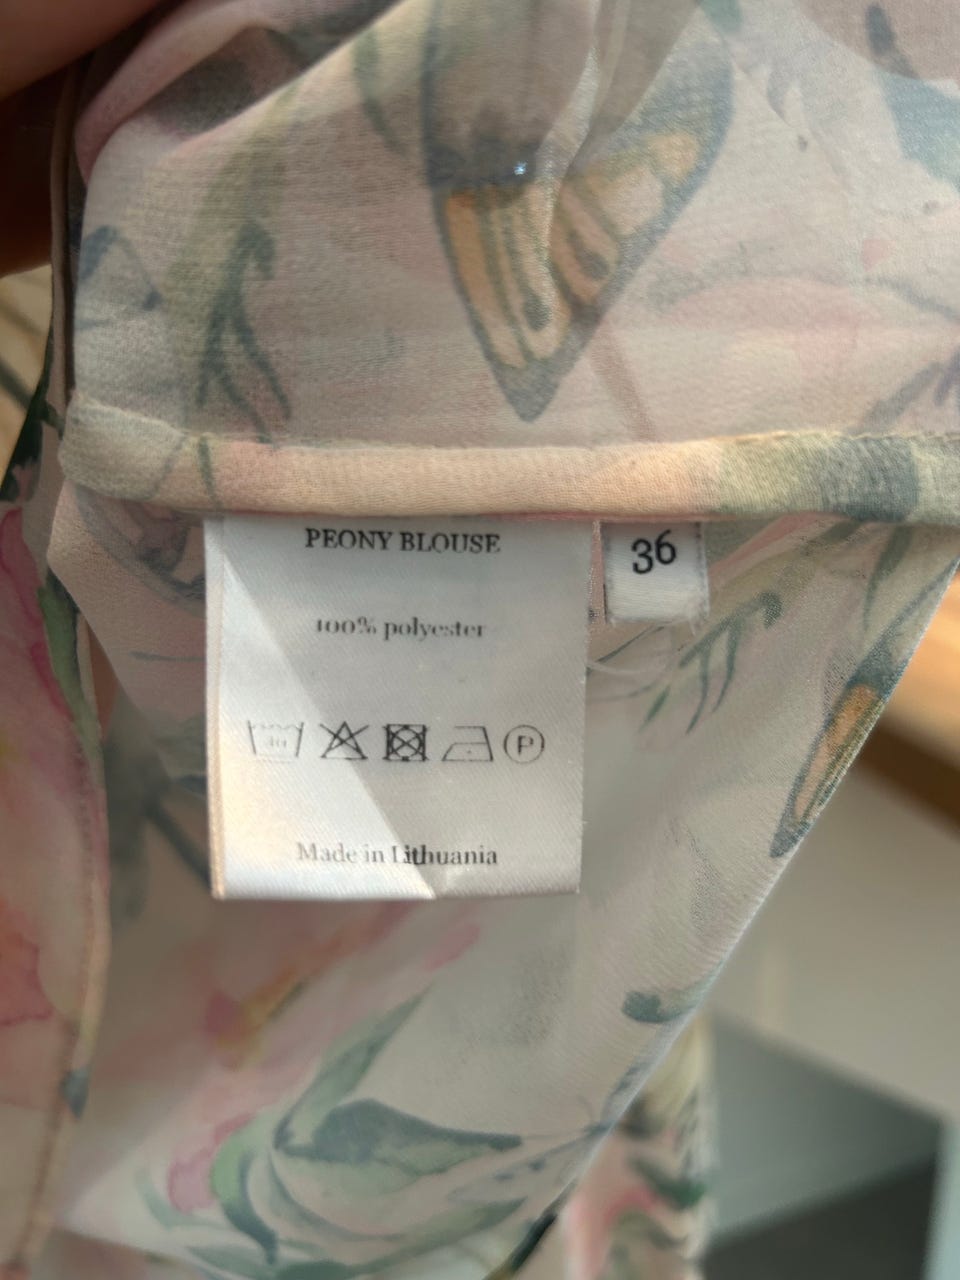 PEONY BLOUSE
36
100% polyester
P
Made in Lithuania